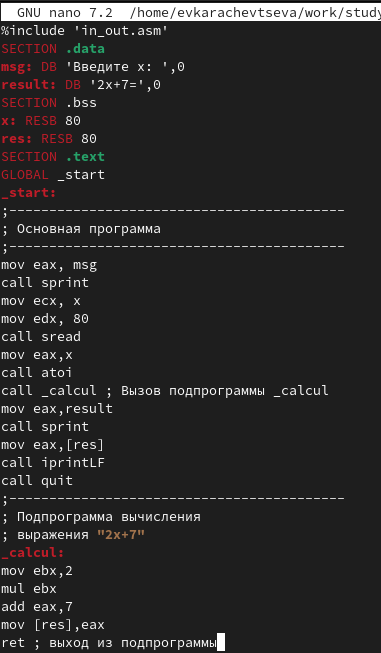 GNU nano 7.2 /home/evkarachevtseva/work/study
%include 'in_out.asm'
SECTION .data
msg: DB 'Введите x: ',0
result: DB '2x+7=',0
SECTION .bss
x: RESB 80
res: RESB 80
SECTION .text
GLOBAL _start
_start:
;------------------------------------------
; Основная программа
;------------------------------------------
mov eax, msg
call sprint
mov ecx, x
mov edx, 80
call sread
mov eax,x
call atoi
call _calcul ; Вызов подпрограммы _calcul
mov eax,result
call sprint
mov eax,[res]
call iprintLF
call quit
;------------------------------------------
; Подпрограмма вычисления
; выражения "2x+7"
_calcul:
mov ebx,2
mul ebx
add eax,7
mov [res],eax
ret ; выход из подпрограммы